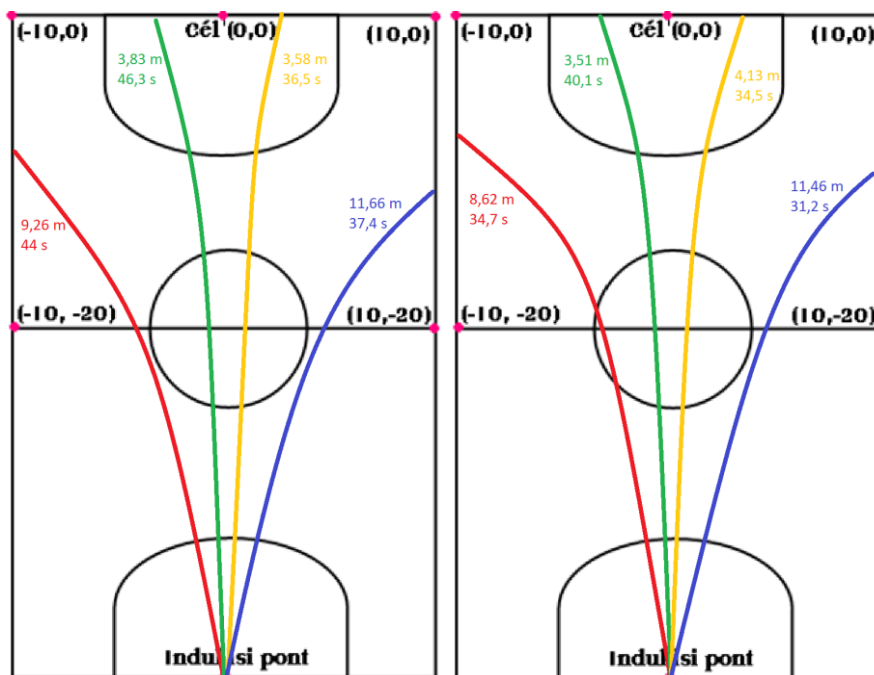 (-10,0)
Cél (0,0)
(10,0)
3,83 m
46,3 s
3,58 m
36,5 s
9,26 m
44 s
11,66 m
37,4 s
(-10, -20)
(10,-20)
pont
(-10,0)
Cél (0,0)
(10,0)
3,51 m
40,1 s
4,13 m
34,5 s
8,62 m
34,7 s
11,46 m
31,2 s
(-10, -20)
(10,-20)
pont